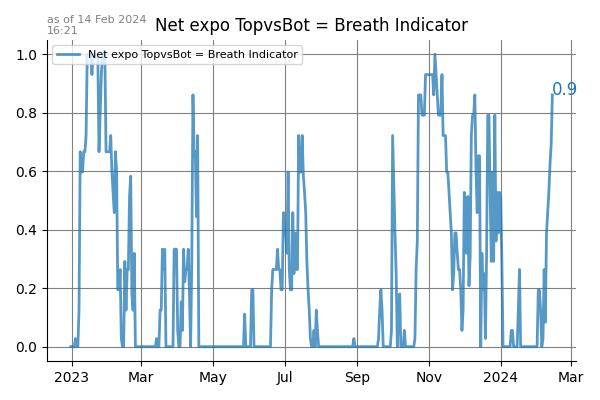 as of 14 Feb 2024
16:21
Net expo TopvsBot = Breath Indicator
Net expo TopvsBot = Breath Indicator
1.0
0.9
0.8
0.6
0.4
0.2
0.0
2023 Mar May Jul Sep Nov 2024 Mar